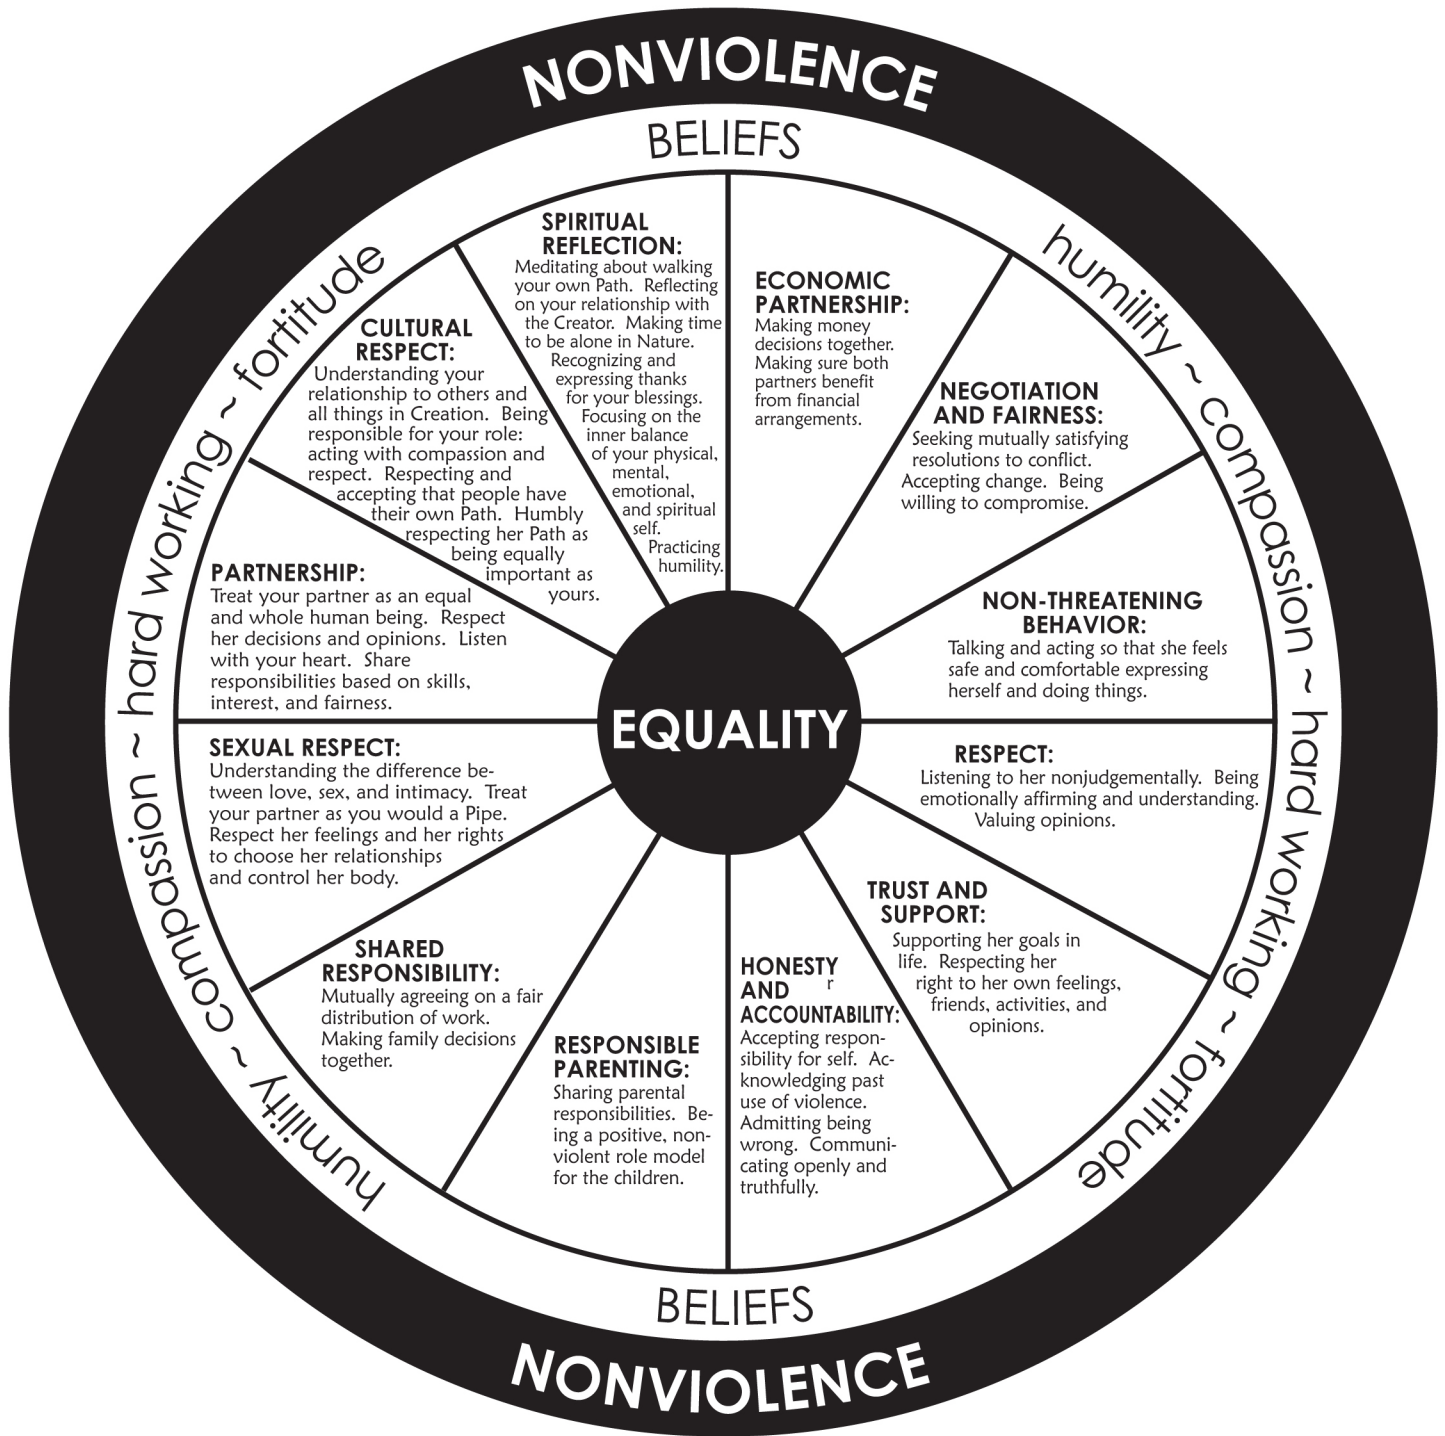 NONVIOLENCE
BELIEFS
humility ~ compassion ~ hard working ~ fortitude
ECONOMIC
PARTNERSHIP:
Making money
decisions together.
Making sure both
partners benefit
from financial
arrangements.
NEGOTIATION
AND FAIRNESS:
Seeking mutually satisfying
resolutions to conflict.
Accepting change. Being
willing to compromise.
NON-THREATENING
BEHAVIOR:
Talking and acting so that she feels
safe and comfortable expressing
herself and doing things.
RESPECT:
Listening to her nonjudgementally. Being
emotionally affirming and understanding.
Valuing opinions.
TRUST AND
SUPPORT:
Supporting her goals in
life. Respecting her
right to her own feelings,
friends, activities, and
opinions.
HONESTY
r
AND
ACCOUNTABILITY:
Accepting respon-
sibility for self. Ac-
knowledging past
use of violence.
Admitting being
wrong. Communi-
cating openly and
truthfully.
RESPONSIBLE
PARENTING:
Sharing parental
responsibilities. Be-
ing a positive, non-
violent role model
for the children.
SHARED
RESPONSIBILITY:
Mutually agreeing on a fair
distribution of work.
Making family decisions
together.
SEXUAL RESPECT:
Understanding the difference be-
tween love, sex, and intimacy. Treat
your partner as you would a Pipe.
Respect her feelings and her rights
to choose her relationships
and control her body.
PARTNERSHIP:
Treat your partner as an equal
and whole human being. Respect
her decisions and opinions. Listen
with your heart. Share
responsibilities based on skills,
interest, and fairness.
CULTURAL
RESPECT:
Understanding your
relationship to others and
all things in Creation. Being
responsible for your role:
acting with compassion and
respect. Respecting and
accepting that people have
their own Path. Humbly
respecting her Path as
being equally
important as
yours.
SPIRITUAL
REFLECTION:
Meditating about walking
your own Path. Reflecting
on your relationship with
the Creator. Making time
to be alone in Nature.
Recognizing and
expressing thanks
for your blessings.
Focusing on the
inner balance
of your physical,
mental,
emotional,
and spiritual
self.
Practicing
humility.
EQUALITY
humility ~ compassion ~ hard working ~ fortitude
BELIEFS
NONVIOLENCE